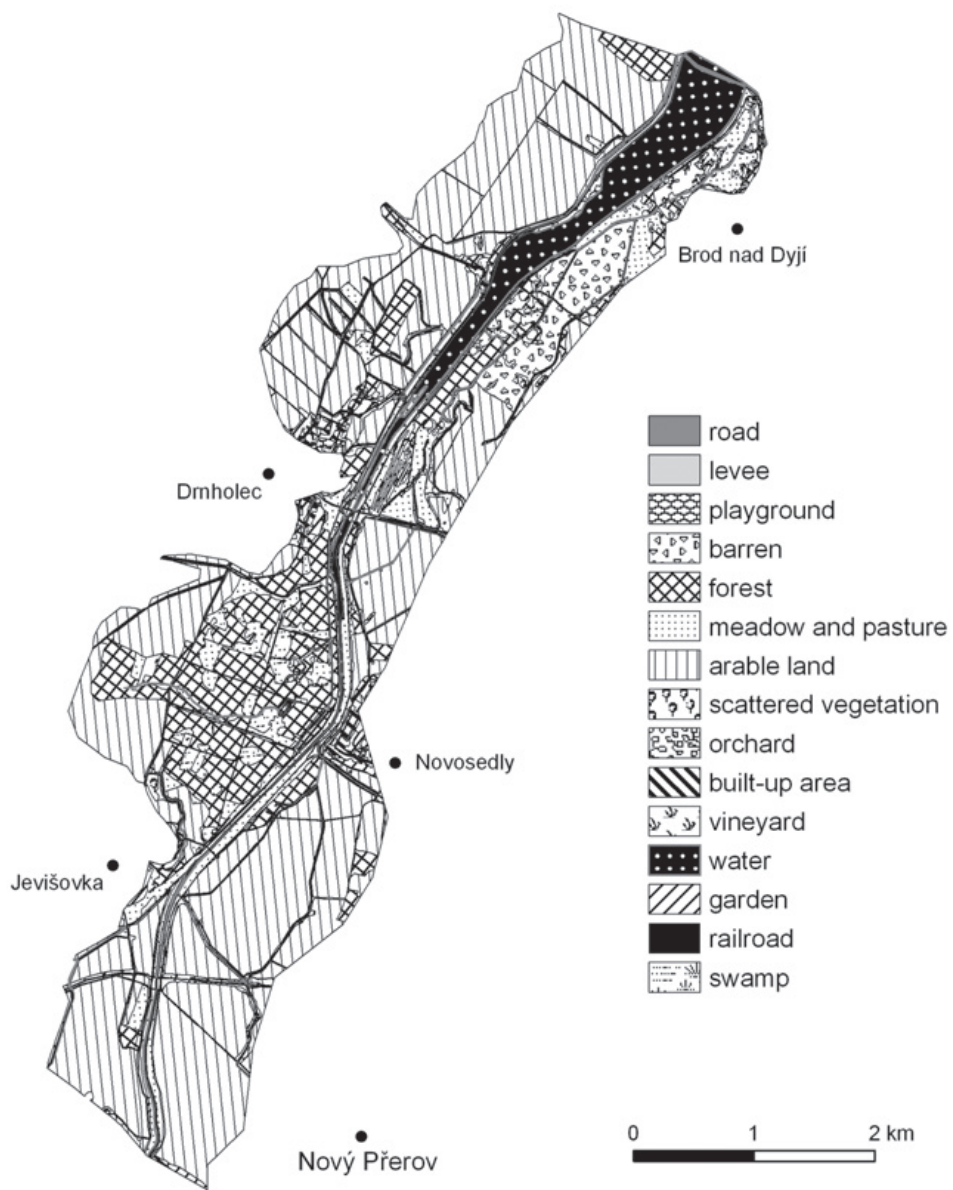 Brod nad Dyjí
Drnholec
Novosedly
Jevišovka
Nový Přerov
road
levee
playground
barren
forest
meadow and pasture
arable land
scattered vegetation
orchard
built-up area
vineyard
water
garden
railroad
swamp
0 1 2 km